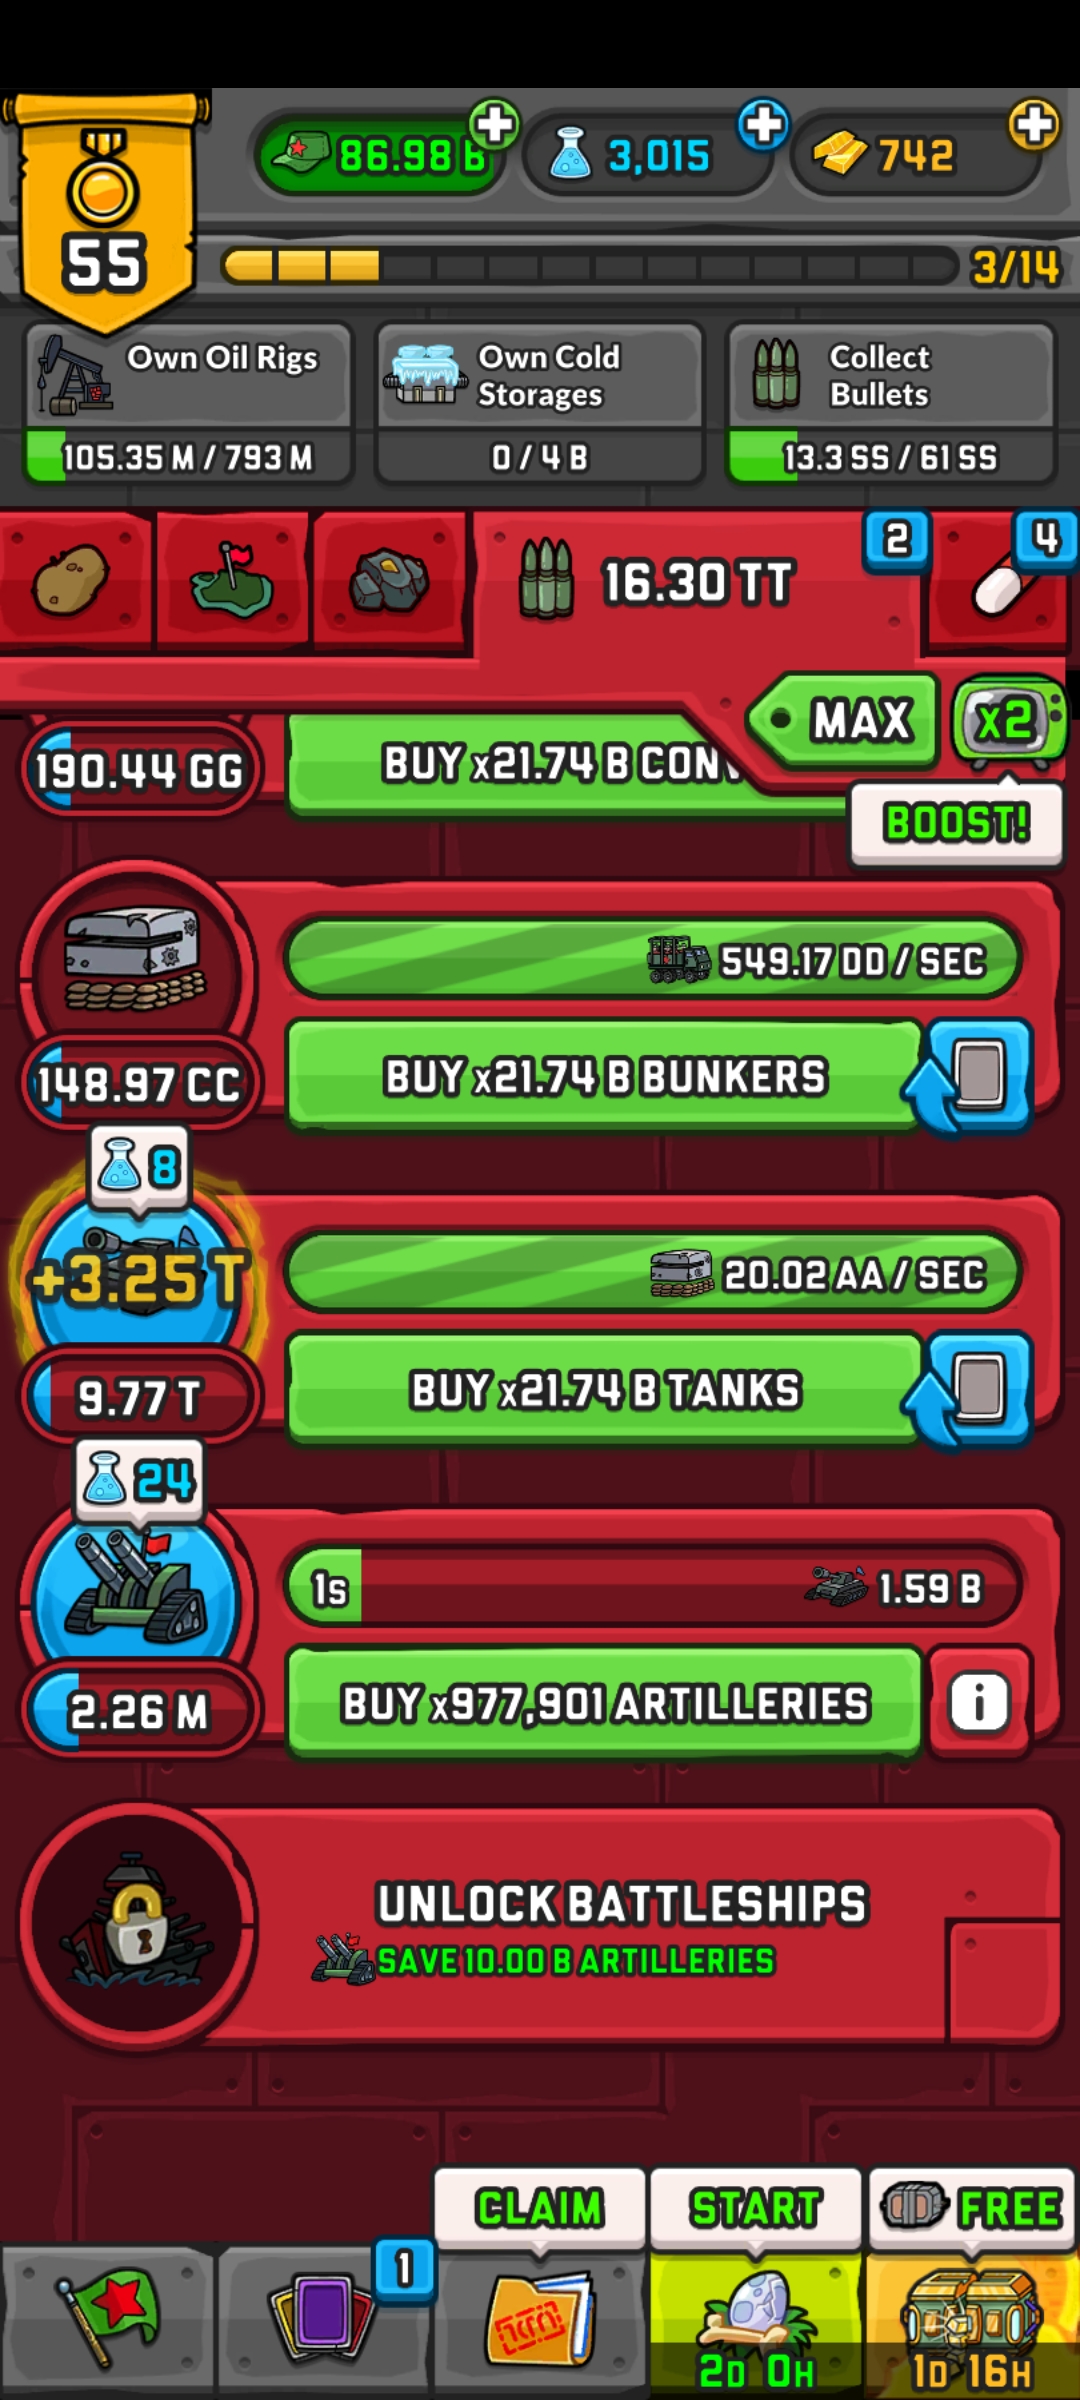 86.98 B
3,015
742
55
3/14
Own Oil Rigs
105.35 M / 793 M
Own Cold
Storages
0 / 4 B
Collect
Bullets
13.3 SS / 61 SS
16.30 TT
2
4
MAX
x2
BOOST!
190.44 GG
BUY x21.74 B CON
549.17 DD / SEC
148.97 CC
BUY x21.74 B BUNKERS
8
+3.25 T
20.02 AA / SEC
9.77 T
BUY x21.74 B TANKS
24
1s
1.59 B
2.26 M
BUY x977,901 ARTILLERIES
i
UNLOCK BATTLESHIPS
SAVE 10.00 B ARTILLERIES
CLAIM
START
FREE
1
2D 0H
1D 16H